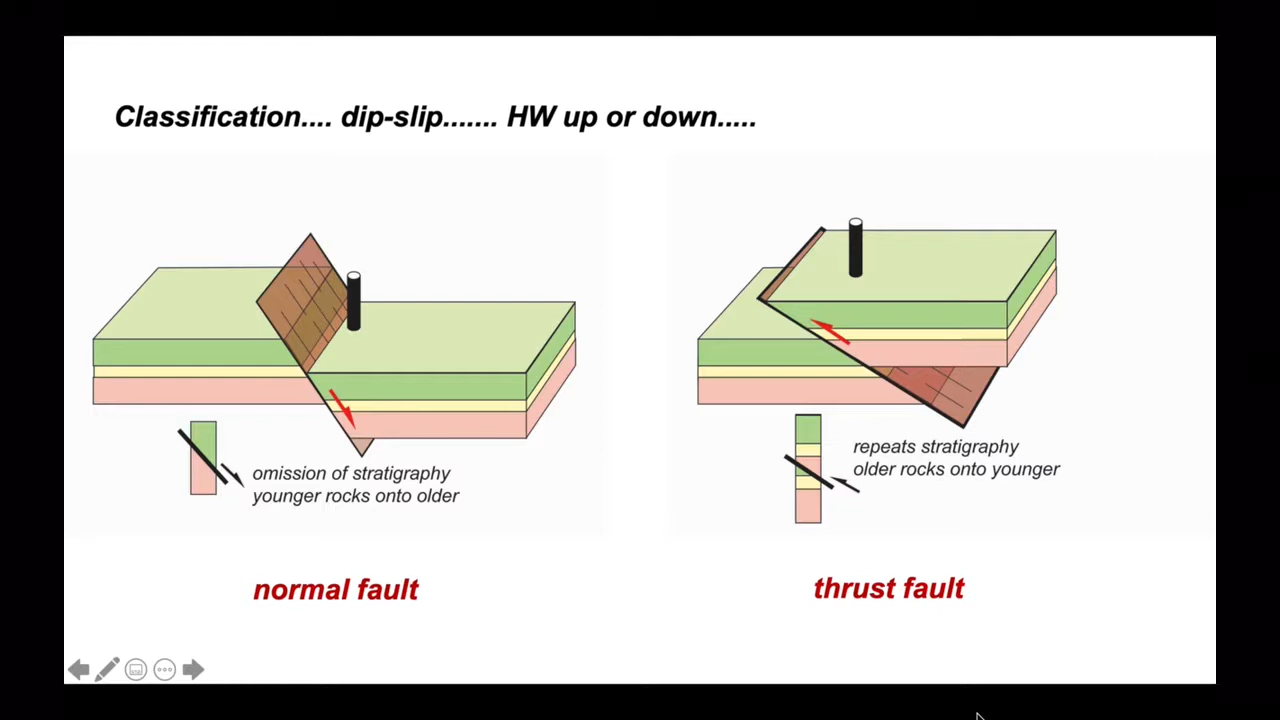 Classification.... dip-slip....... HW up or down.....
omission of stratigraphy
younger rocks onto older
normal fault
repeats stratigraphy
older rocks onto younger
thrust fault